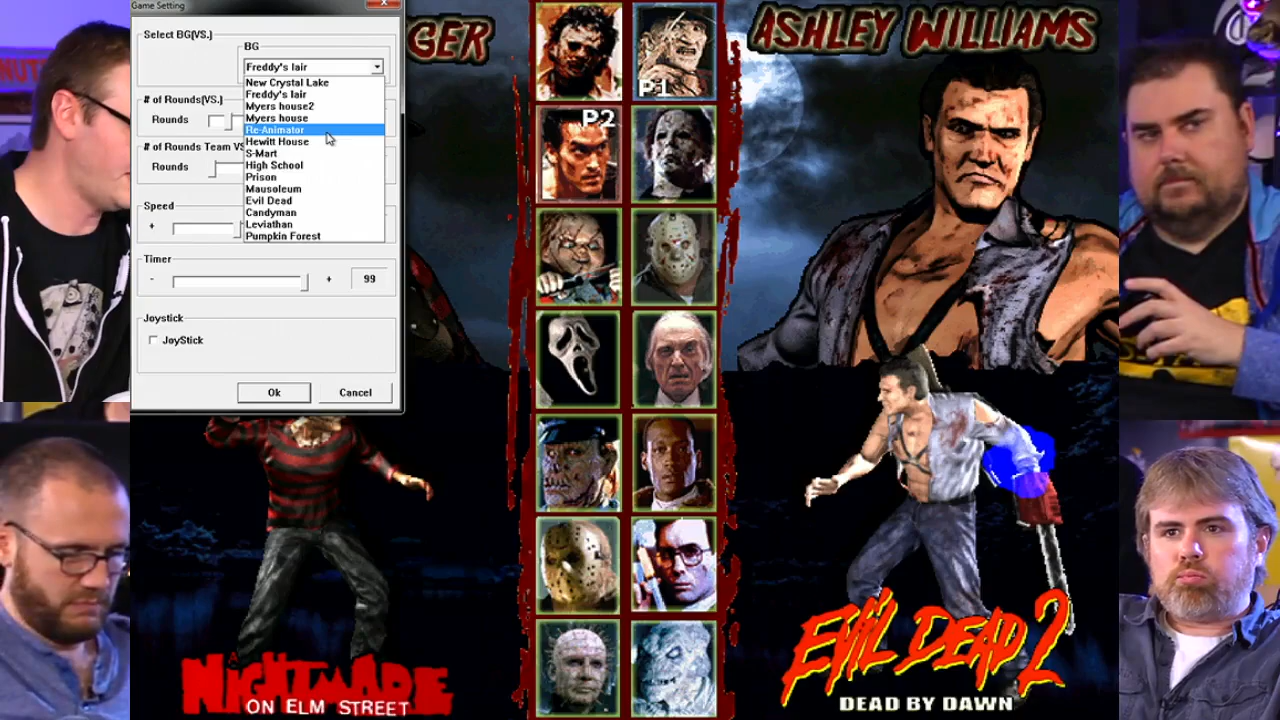 Game Setting
Select BG(VS.)
BG
Freddy's lair
New Crystal Lake
Freddy's lair
Myers house2
Myers house
Re-Animator
Hewitt House
S-Mart
High School
Prison
Mausoleum
Evil Dead
Candyman
Leviathan
Pumpkin Forest
# of Rounds(VS.)
Rounds
# of Rounds Team VS
Rounds
Speed
+
Timer
-
+
99
Joystick
JoyStick
Ok
Cancel
GER
P1
P2
ASHLEY WILLIAMS
NIGHTMARE
ON ELM STREET
EVIL DEAD 2
DEAD BY DAWN